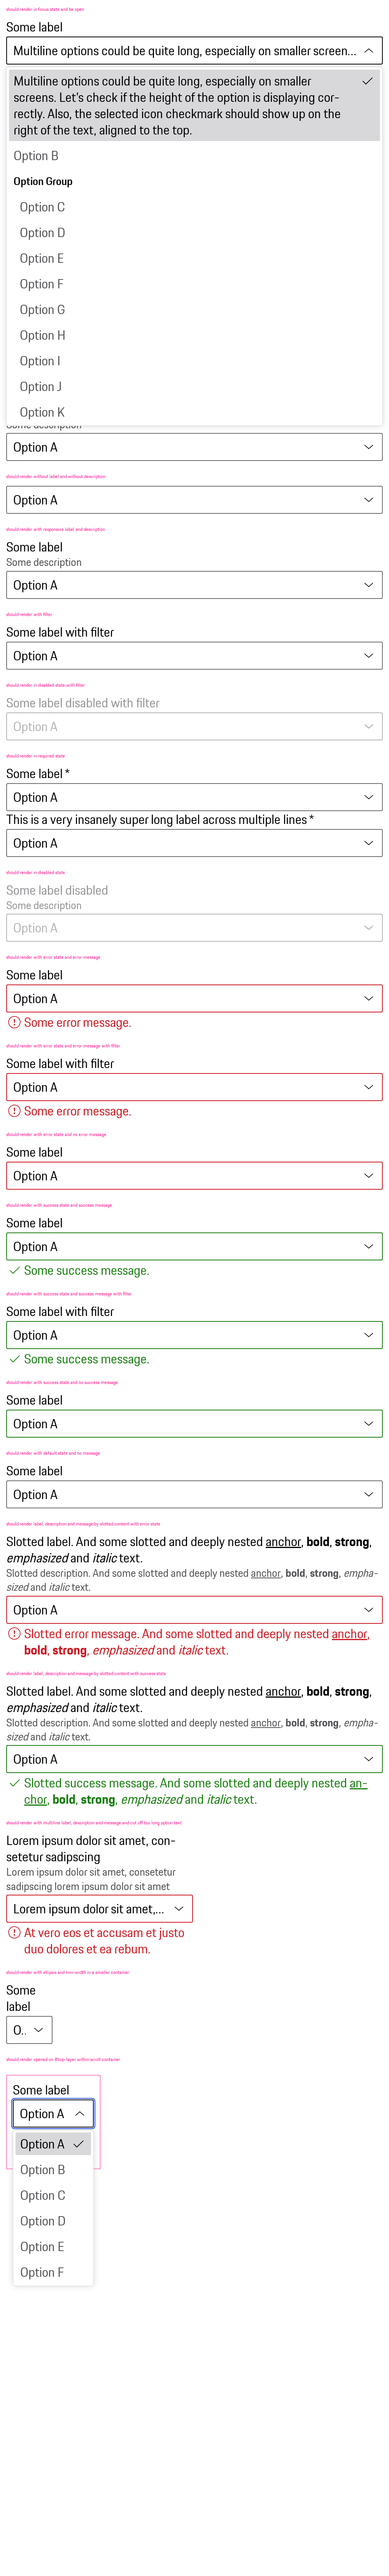 should render in focus state and be open
Some label
Multiline options could be quite long, especially on smaller screen...
Multiline options could be quite long, especially on smaller
screens. Let's check if the height of the option is displaying cor-
rectly. Also, the selected icon checkmark should show up on the
right of the text, aligned to the top.
Option B
Option Group
Option C
Option D
Option E
Option F
Option G
Option H
Option I
Option J
Option K
Some description
Option A
should render without label and without description
Option A
should render with responsive label and description
Some label
Some description
Option A
should render with filter
Some label with filter
Option A
should render in disabled state with filter
Some label disabled with filter
Option A
should render in required state
Some label *
Option A
This is a very insanely super long label across multiple lines *
Option A
should render in disabled state
Some label disabled
Some description
Option A
should render with error state and error message
Some label
Option A
Some error message.
should render with error state and error message with filter
Some label with filter
Option A
Some error message.
should render with error state and no error message
Some label
Option A
should render with success state and success message
Some label
Option A
Some success message.
should render with success state and success message with filter
Some label with filter
Option A
Some success message.
should render with success state and no success message
Some label
Option A
should render with default state and no message
Some label
Option A
should render label, description and message by slotted content with error state
Slotted label. And some slotted and deeply nested anchor, bold, strong,
emphasized and italic text.
Slotted description. And some slotted and deeply nested anchor, bold, strong, empha-
sized and italic text.
Option A
Slotted error message. And some slotted and deeply nested anchor,
bold, strong, emphasized and italic text.
should render label, description and message by slotted content with success state
Slotted label. And some slotted and deeply nested anchor, bold, strong,
emphasized and italic text.
Slotted description. And some slotted and deeply nested anchor, bold, strong, empha-
sized and italic text.
Option A
Slotted success message. And some slotted and deeply nested an-
chor, bold, strong, emphasized and italic text.
should render with multiline label, description and message and cut off too long option text
Lorem ipsum dolor sit amet, con-
setetur sadipscing
Lorem ipsum dolor sit amet, consetetur
sadipscing lorem ipsum dolor sit amet
Lorem ipsum dolor sit amet,...
At vero eos et accusam et justo
duo dolores et ea rebum.
should render with ellipsis and min-width in a smaller container
Some
label
O..
should render opened on #top-layer within scroll container
Some label
Option A
Option A
Option B
Option C
Option D
Option E
Option F